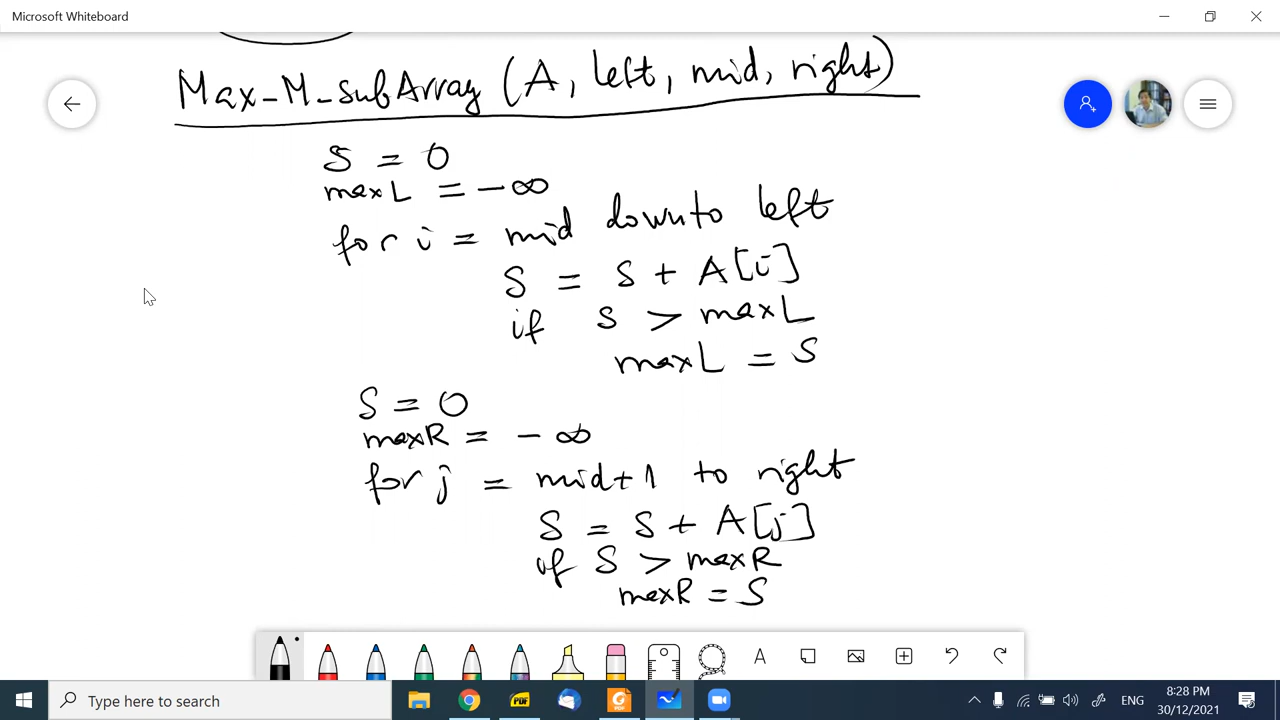 Microsoft Whiteboard
Max-M-subArray (A, left, mid, right)
S = 0
maxL = -∞
for i = mid downto left
S = S + A[i]
if S > maxL
maxL = S
S = 0
maxR = -∞
for j = mid+1 to right
S = S + A[j]
if S > maxR
maxR = S
A
Type here to search
ENG
8:28 PM
30/12/2021